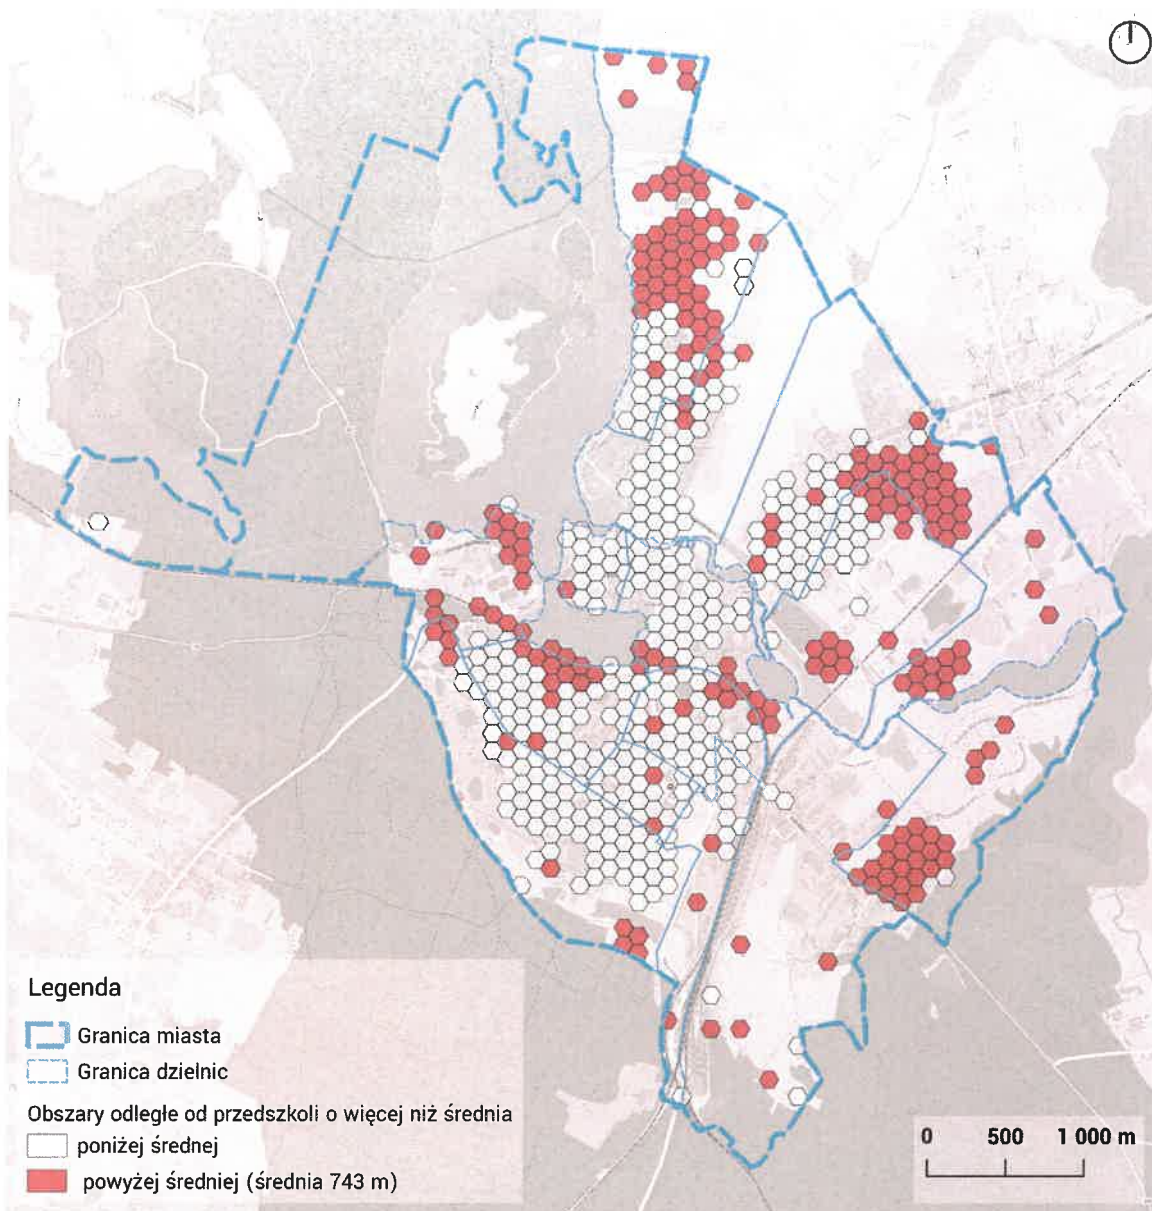 Legenda
Granica miasta
Granica dzielnic
Obszary odległe od przedszkoli o więcej niż średnia
poniżej średnej
powyżej średniej (średnia 743 m)
0 500 1 000 m